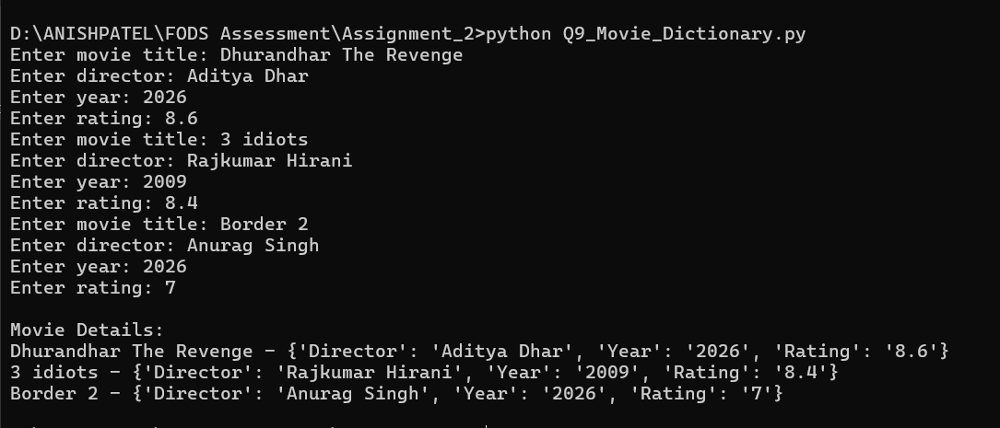 D:\ANISHPATEL\FODS Assessment\Assignment_2>python Q9_Movie_Dictionary.py
Enter movie title: Dhurandhar The Revenge
Enter director: Aditya Dhar
Enter year: 2026
Enter rating: 8.6
Enter movie title: 3 idiots
Enter director: Rajkumar Hirani
Enter year: 2009
Enter rating: 8.4
Enter movie title: Border 2
Enter director: Anurag Singh
Enter year: 2026
Enter rating: 7
Movie Details:
Dhurandhar The Revenge - {'Director': 'Aditya Dhar', 'Year': '2026', 'Rating': '8.6'}
3 idiots - {'Director': 'Rajkumar Hirani', 'Year': '2009', 'Rating': '8.4'}
Border 2 - {'Director': 'Anurag Singh', 'Year': '2026', 'Rating': '7'}